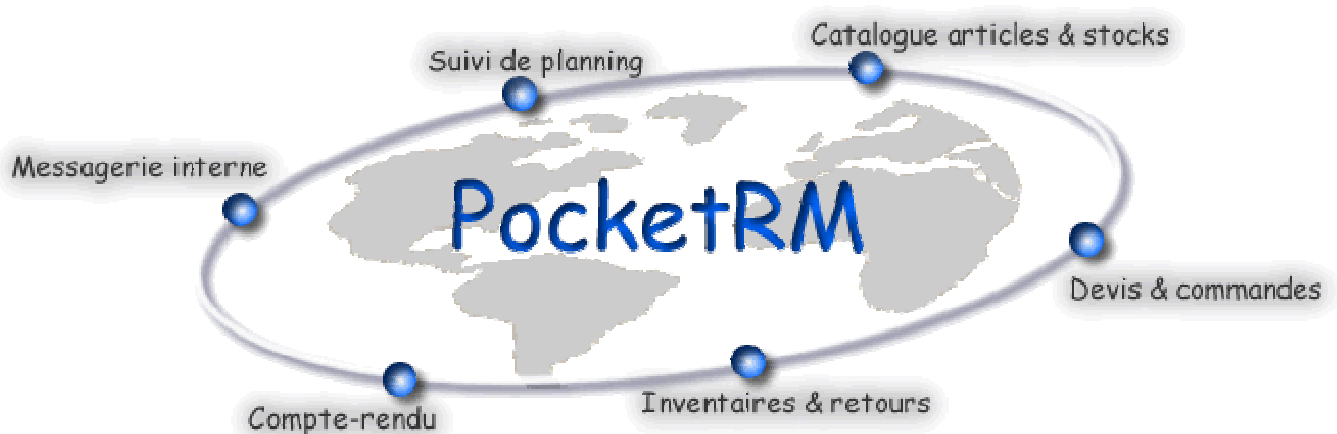 Catalogue articles & stocks
Suivi de planning
Messagerie interne
PocketRM
Devis & commandes
Inventaires & retours
Compte-rendu